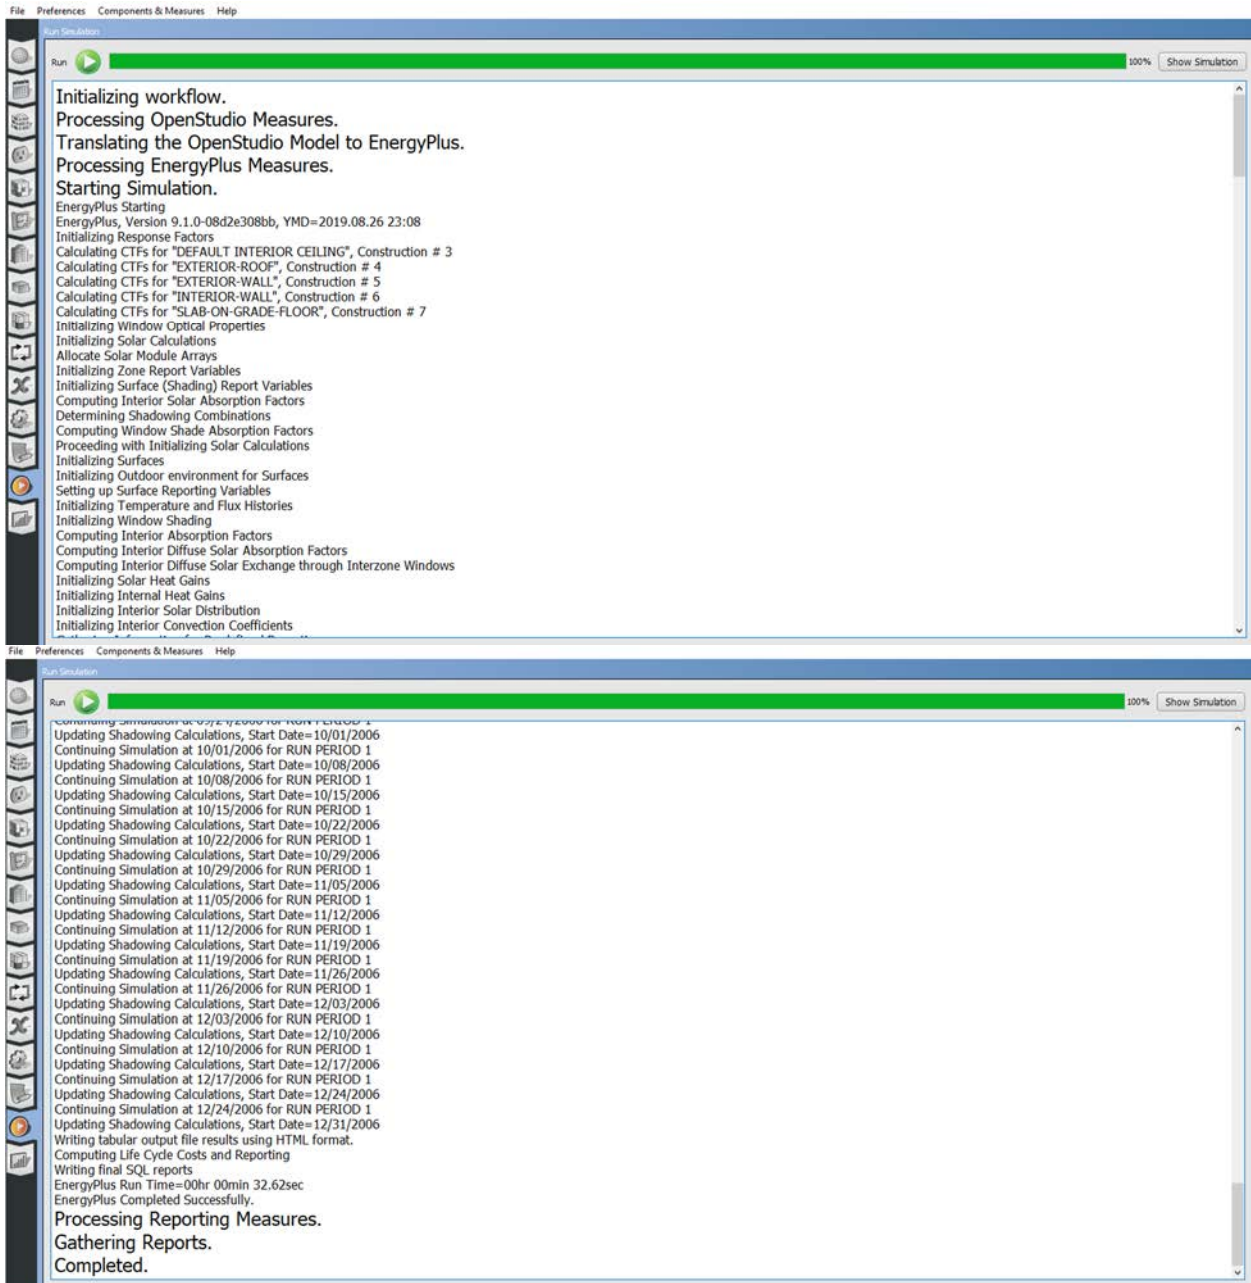 File Preferences Components & Measures Help
Run Simulation
Run 100% Show Simulation
Initializing workflow.
Processing OpenStudio Measures.
Translating the OpenStudio Model to EnergyPlus.
Processing EnergyPlus Measures.
Starting Simulation.
EnergyPlus Starting
EnergyPlus, Version 9.1.0-08d2e308bb, YMD=2019.08.26 23:08
Initializing Response Factors
Calculating CTFs for "DEFAULT INTERIOR CEILING", Construction # 3
Calculating CTFs for "EXTERIOR-ROOF", Construction # 4
Calculating CTFs for "EXTERIOR-WALL", Construction # 5
Calculating CTFs for "INTERIOR-WALL", Construction # 6
Calculating CTFs for "SLAB-ON-GRADE-FLOOR", Construction # 7
Initializing Window Optical Properties
Initializing Solar Calculations
Allocate Solar Module Arrays
Initializing Zone Report Variables
Initializing Surface (Shading) Report Variables
Computing Interior Solar Absorption Factors
Determining Shadowing Combinations
Computing Window Shade Absorption Factors
Proceeding with Initializing Solar Calculations
Initializing Surfaces
Initializing Outdoor environment for Surfaces
Setting up Surface Reporting Variables
Initializing Temperature and Flux Histories
Initializing Window Shading
Computing Interior Absorption Factors
Computing Interior Diffuse Solar Absorption Factors
Computing Interior Diffuse Solar Exchange through Interzone Windows
Initializing Solar Heat Gains
Initializing Internal Heat Gains
Initializing Interior Solar Distribution
Initializing Interior Convection Coefficients
File Preferences Components & Measures Help
Run Simulation
Run 100% Show Simulation
Continuing Simulation at 09/24/2006 for RUN PERIOD 1
Updating Shadowing Calculations, Start Date=10/01/2006
Continuing Simulation at 10/01/2006 for RUN PERIOD 1
Updating Shadowing Calculations, Start Date=10/08/2006
Continuing Simulation at 10/08/2006 for RUN PERIOD 1
Updating Shadowing Calculations, Start Date=10/15/2006
Continuing Simulation at 10/15/2006 for RUN PERIOD 1
Updating Shadowing Calculations, Start Date=10/22/2006
Continuing Simulation at 10/22/2006 for RUN PERIOD 1
Updating Shadowing Calculations, Start Date=10/29/2006
Continuing Simulation at 10/29/2006 for RUN PERIOD 1
Updating Shadowing Calculations, Start Date=11/05/2006
Continuing Simulation at 11/05/2006 for RUN PERIOD 1
Updating Shadowing Calculations, Start Date=11/12/2006
Continuing Simulation at 11/12/2006 for RUN PERIOD 1
Updating Shadowing Calculations, Start Date=11/19/2006
Continuing Simulation at 11/19/2006 for RUN PERIOD 1
Updating Shadowing Calculations, Start Date=11/26/2006
Continuing Simulation at 11/26/2006 for RUN PERIOD 1
Updating Shadowing Calculations, Start Date=12/03/2006
Continuing Simulation at 12/03/2006 for RUN PERIOD 1
Updating Shadowing Calculations, Start Date=12/10/2006
Continuing Simulation at 12/10/2006 for RUN PERIOD 1
Updating Shadowing Calculations, Start Date=12/17/2006
Continuing Simulation at 12/17/2006 for RUN PERIOD 1
Updating Shadowing Calculations, Start Date=12/24/2006
Continuing Simulation at 12/24/2006 for RUN PERIOD 1
Updating Shadowing Calculations, Start Date=12/31/2006
Writing tabular output file results using HTML format.
Computing Life Cycle Costs and Reporting
Writing final SQL reports
EnergyPlus Run Time=00hr 00min 32.62sec
EnergyPlus Completed Successfully.
Processing Reporting Measures.
Gathering Reports.
Completed.